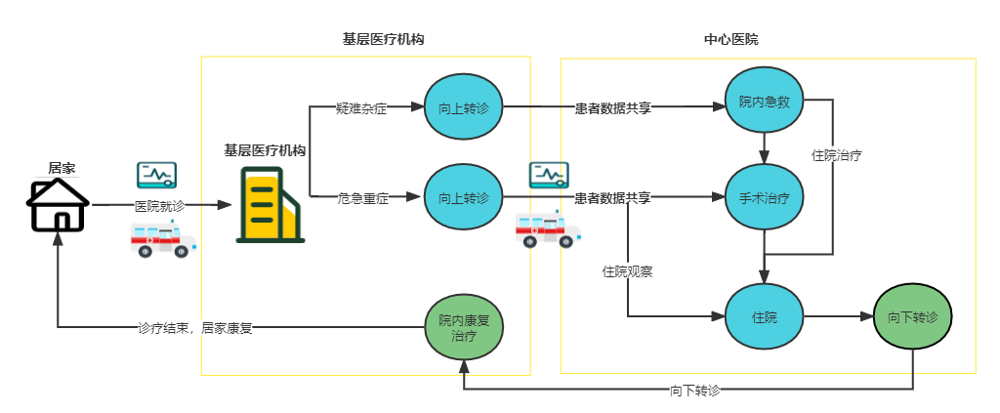 基层医疗机构
中心医院
疑难杂症
向上转诊
患者数据共享
院内急救
基层医疗机构
住院治疗
居家
医院就诊
危急重症
向上转诊
患者数据共享
手术治疗
住院观察
诊疗结束，居家康复
院内康复
治疗
住院
向下转诊
向下转诊